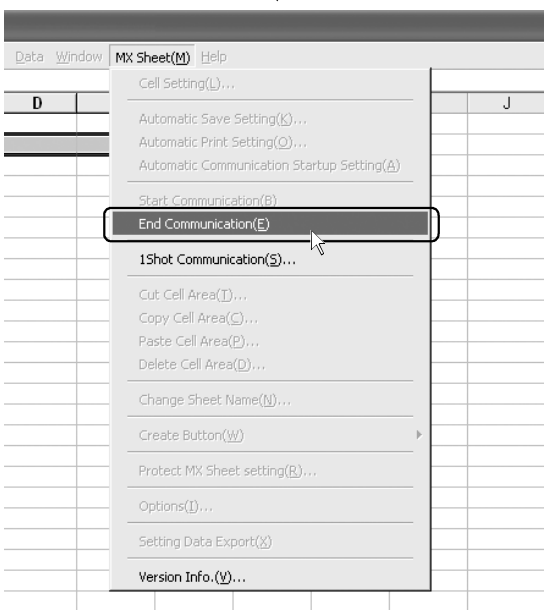 Data Window MX Sheet(M) Help
Cell Setting(L)...
D J
Automatic Save Setting(K)...
Automatic Print Setting(O)...
Automatic Communication Startup Setting(A)
Start Communication(B)
End Communication(E)
1Shot Communication(S)...
Cut Cell Area(T)...
Copy Cell Area(C)...
Paste Cell Area(P)...
Delete Cell Area(D)...
Change Sheet Name(N)...
Create Button(W)
Protect MX Sheet setting(R)...
Options(I)...
Setting Data Export(X)
Version Info.(V)...